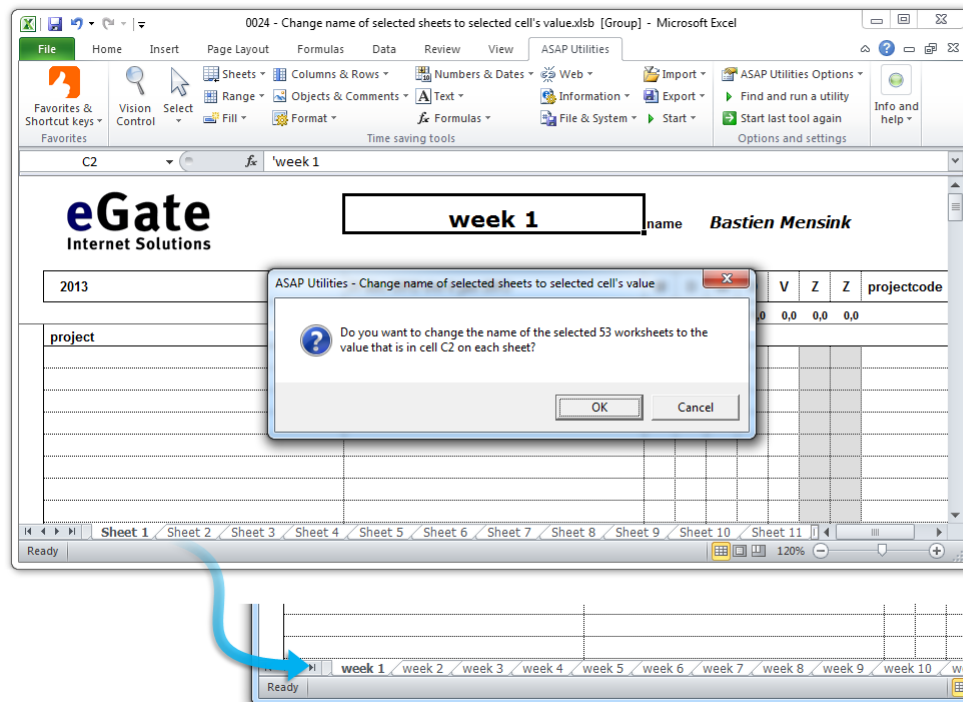 0024 - Change name of selected sheets to selected cell's value.xlsb [Group] - Microsoft Excel
File Home Insert Page Layout Formulas Data Review View ASAP Utilities
Sheets Columns & Rows Numbers & Dates Web Import ASAP Utilities Options
Favorites & Shortcut keys Vision Control Select Range Objects & Comments Text Information Export Find and run a utility Info and help
Fill Format Formulas File & System Start Start last tool again
Favorites Time saving tools Options and settings
C2 fx 'week 1
eGate
Internet Solutions
week 1 name Bastien Mensink
2013 V Z Z projectcode
,0 0,0 0,0 0,0
project
ASAP Utilities - Change name of selected sheets to selected cell's value
Do you want to change the name of the selected 53 worksheets to the
value that is in cell C2 on each sheet?
OK Cancel
Sheet 1 Sheet 2 Sheet 3 Sheet 4 Sheet 5 Sheet 6 Sheet 7 Sheet 8 Sheet 9 Sheet 10 Sheet 11
Ready 120%
week 1 week 2 week 3 week 4 week 5 week 6 week 7 week 8 week 9 week 10 w
Ready